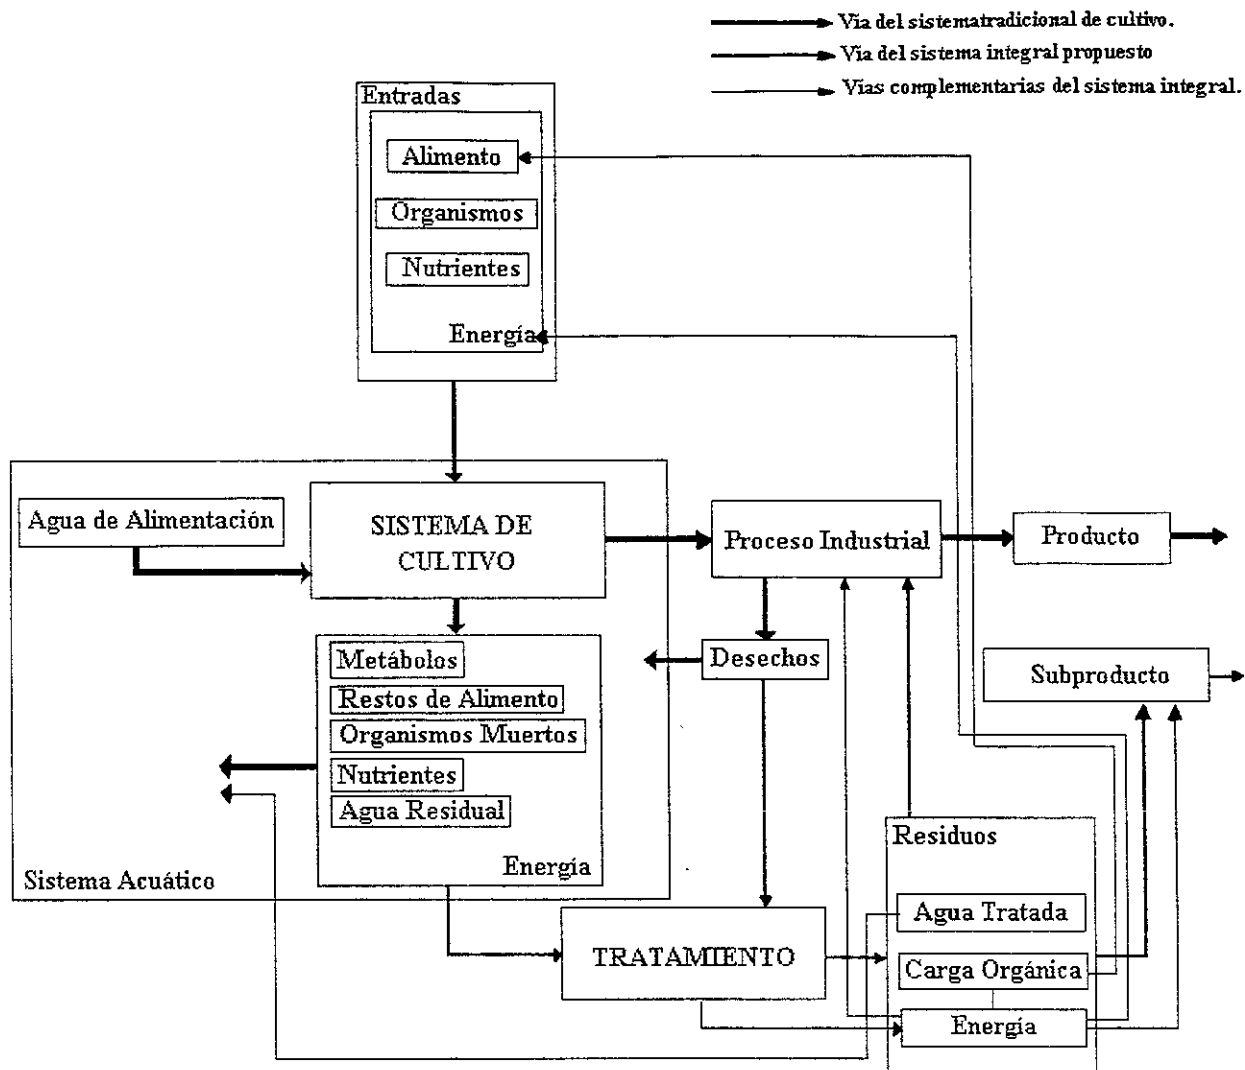 Via del sistematradicional de cultivo.
Via del sistema integral propuesto
Vias complementarias del sistema integral.
Entradas
Alimento
Organismos
Nutrientes
Energía
Agua de Alimentación
SISTEMA DE
CULTIVO
Proceso Industrial
Producto
Metábolos
Restos de Alimento
Organismos Muertos
Nutrientes
Agua Residual
Energía
Sistema Acuático
Desechos
Subproducto
TRATAMIENTO
Residuos
Agua Tratada
Carga Orgánica
Energía